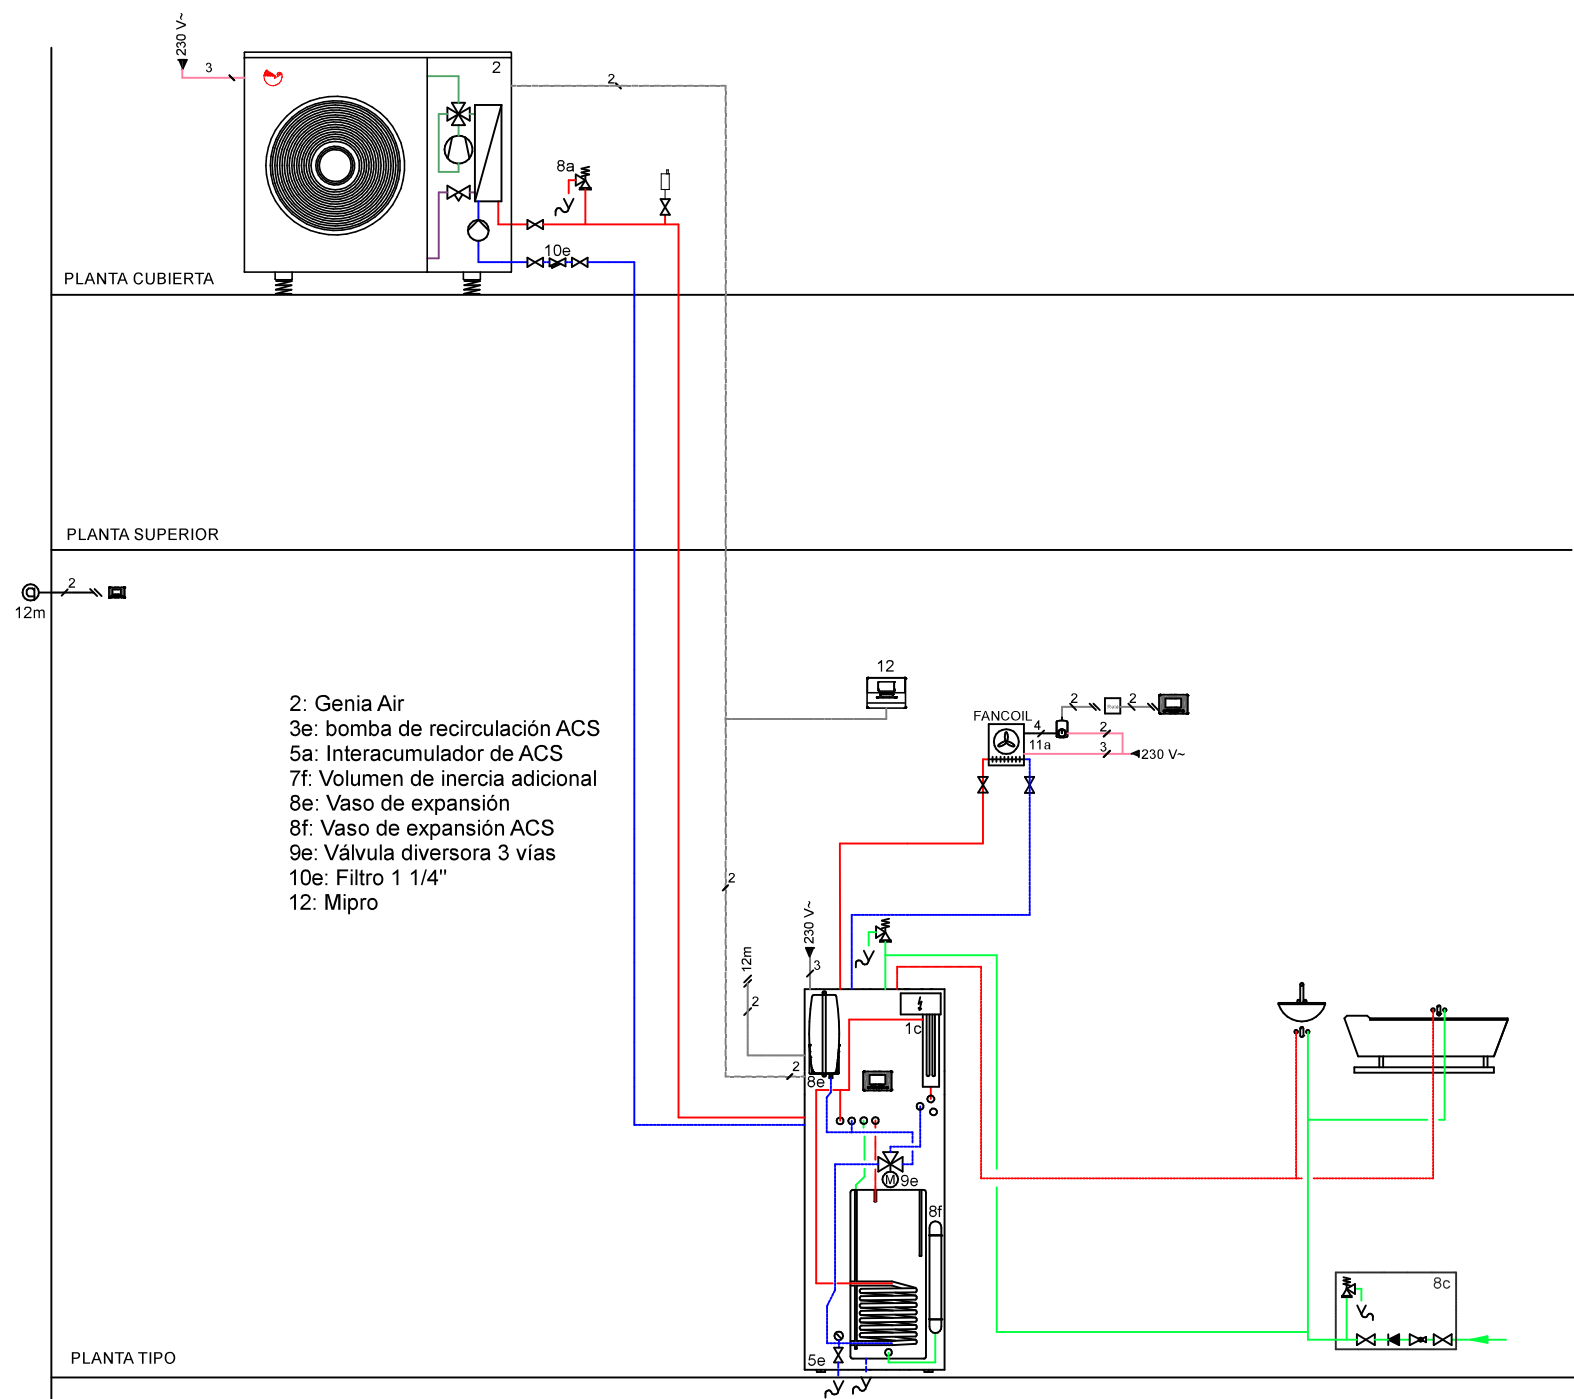 230 V~
3
2
2
8a
10e
PLANTA CUBIERTA
PLANTA SUPERIOR
2
12m
12
2: Genia Air
3e: bomba de recirculación ACS
5a: Interacumulador de ACS
7f: Volumen de inercia adicional
8e: Vaso de expansión
8f: Vaso de expansión ACS
9e: Válvula diversora 3 vías
10e: Filtro 1 1/4"
12: Mipro
FANCOIL
4
11a
2
2
2
3
230 V~
2
230 V~
3
12m
2
2
8e
1c
M
9e
8f
5e
8c
PLANTA TIPO